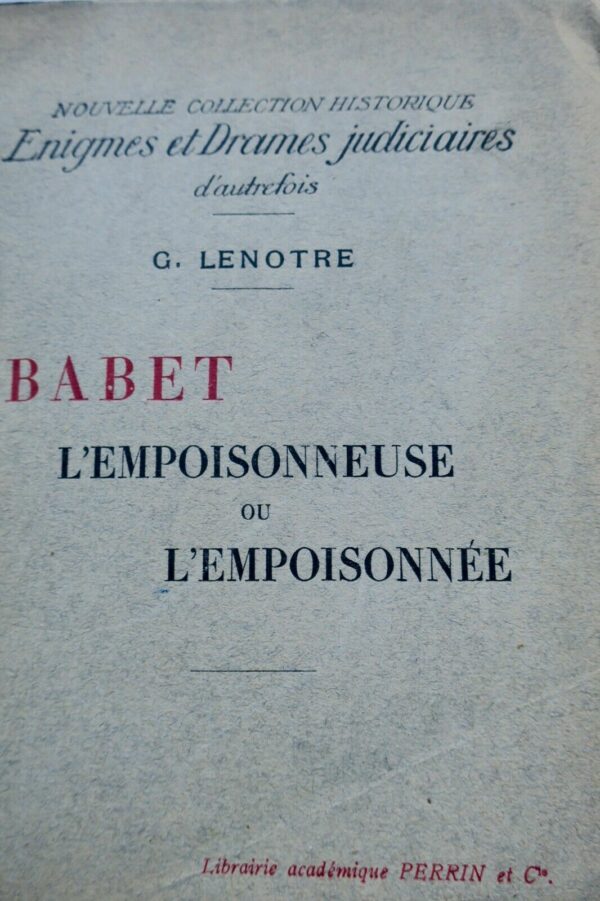 NOUVELLE COLLECTION HISTORIQUE
Enigmes et Drames judiciaires
d'autrefois
G. LENOTRE
BABET
L'EMPOISONNEUSE
OU
L'EMPOISONNÉE
Librairie académique PERRIN et Cie.